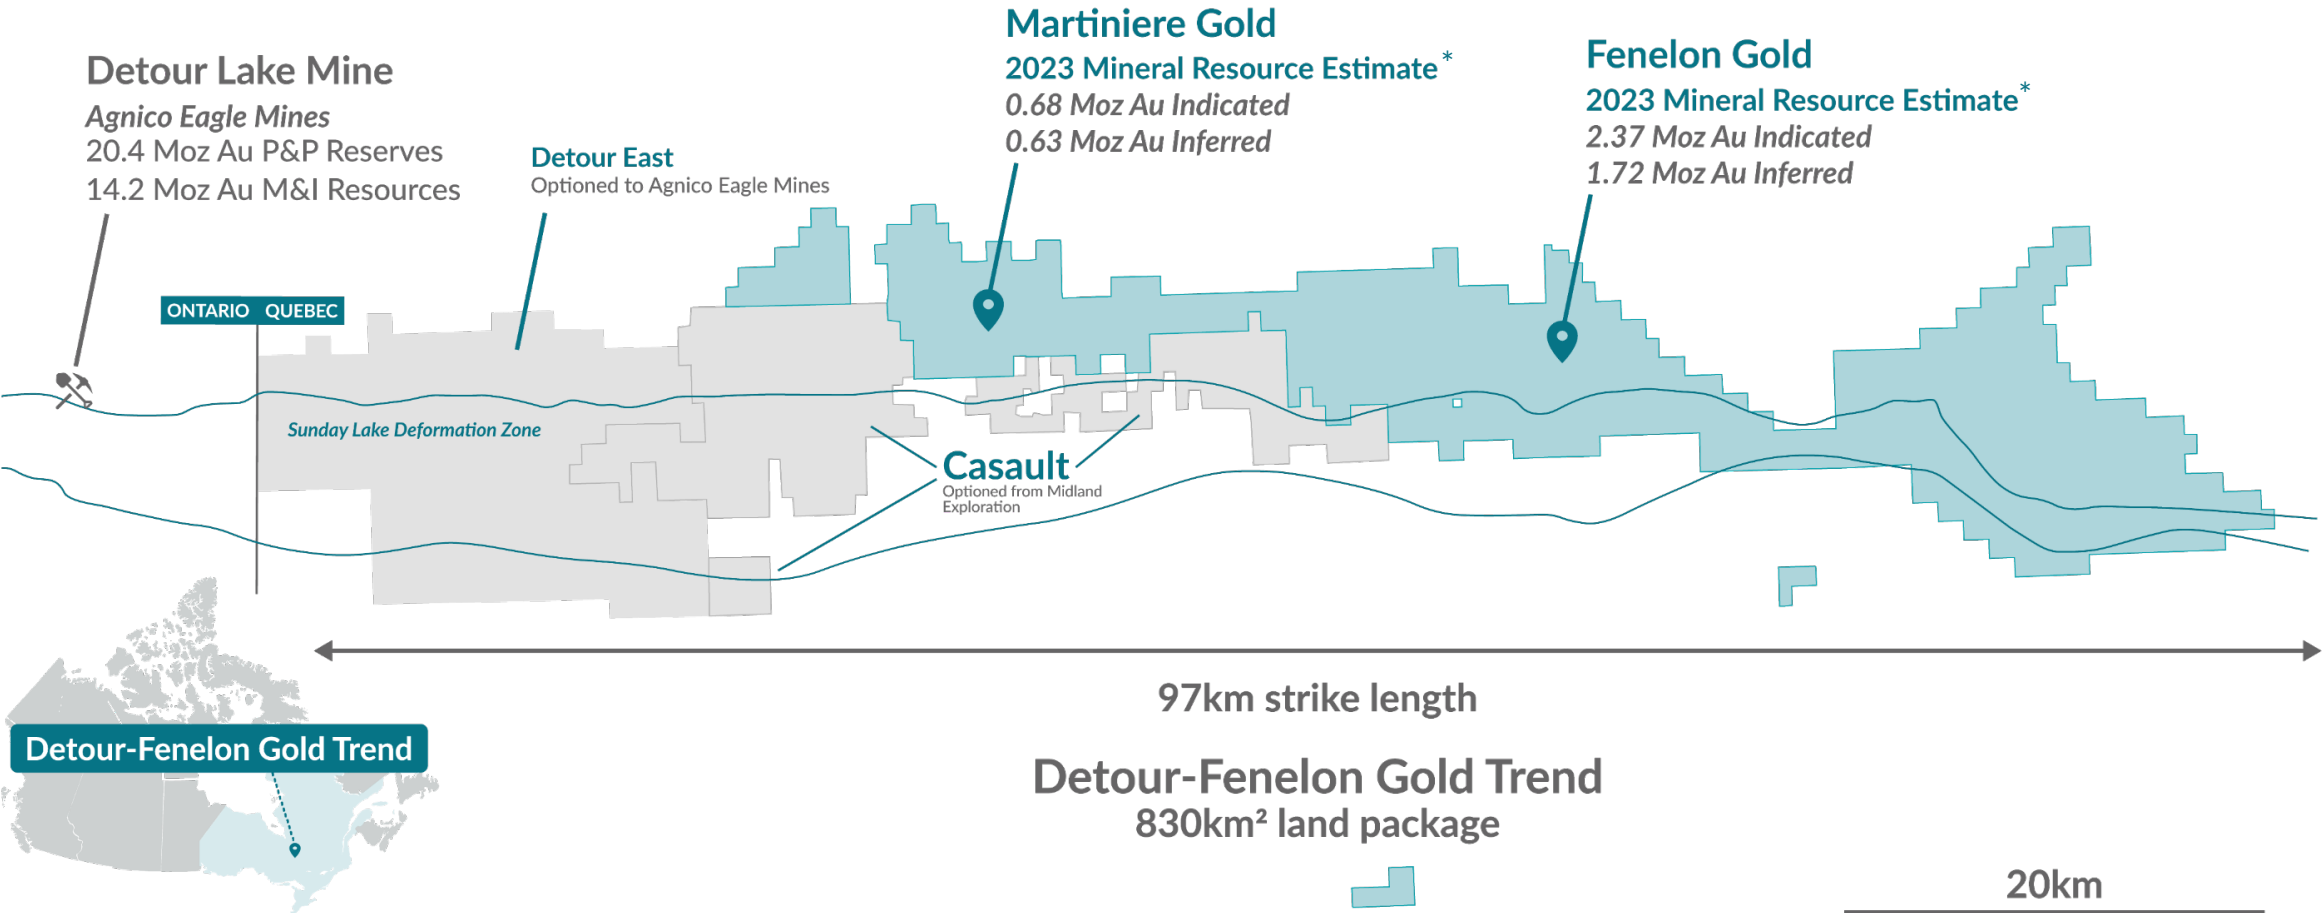 Detour Lake Mine
Agnico Eagle Mines
20.4 Moz Au P&P Reserves
14.2 Moz Au M&I Resources
Detour East
Optioned to Agnico Eagle Mines
Martiniere Gold
2023 Mineral Resource Estimate*
0.68 Moz Au Indicated
0.63 Moz Au Inferred
Fenelon Gold
2023 Mineral Resource Estimate*
2.37 Moz Au Indicated
1.72 Moz Au Inferred
ONTARIO QUEBEC
Sunday Lake Deformation Zone
Casault
Optioned from Midland
Exploration
97km strike length
Detour-Fenelon Gold Trend
Detour-Fenelon Gold Trend
830km² land package
20km